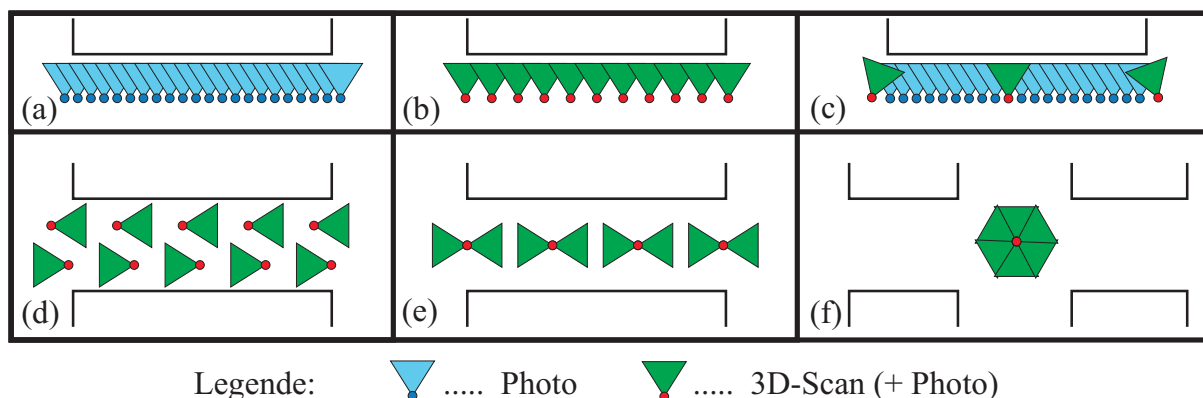 (a) (b) (c)
(d) (e) (f)
Legende: ..... Photo ..... 3D-Scan (+ Photo)